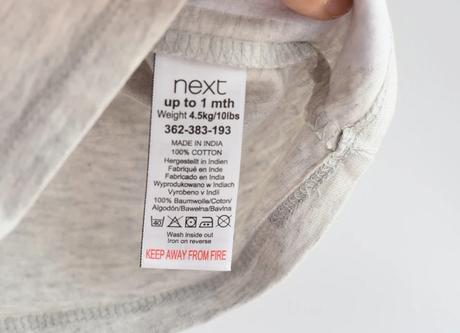 next
up to 1 mth
Weight 4.5kg/10lbs
362-383-193
MADE IN INDIA
100% COTTON
Hergestellt in Indien
Fabriqué en Inde
Fabricado en India
Wyprodukowano w Indiach
Vyrobeno v Indii
100% Baumwolle/Coton/
Algodón/Bawełna/Bavlna
40
Wash inside out
Iron on reverse
KEEP AWAY FROM FIRE